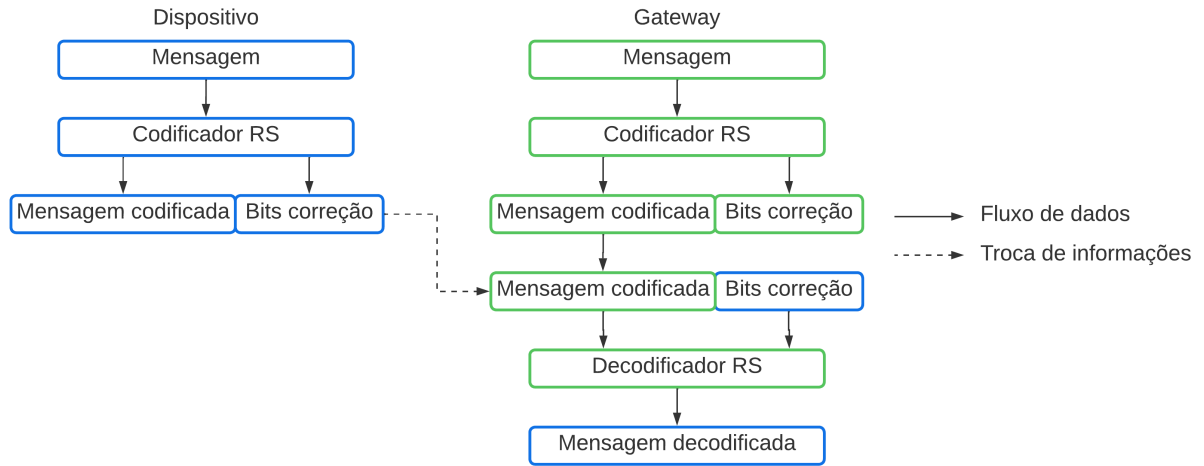 Dispositivo
Mensagem
Codificador RS
Mensagem codificada
Bits correção
Gateway
Mensagem
Codificador RS
Mensagem codificada
Bits correção
Mensagem codificada
Bits correção
Decodificador RS
Mensagem decodificada
Fluxo de dados
Troca de informações